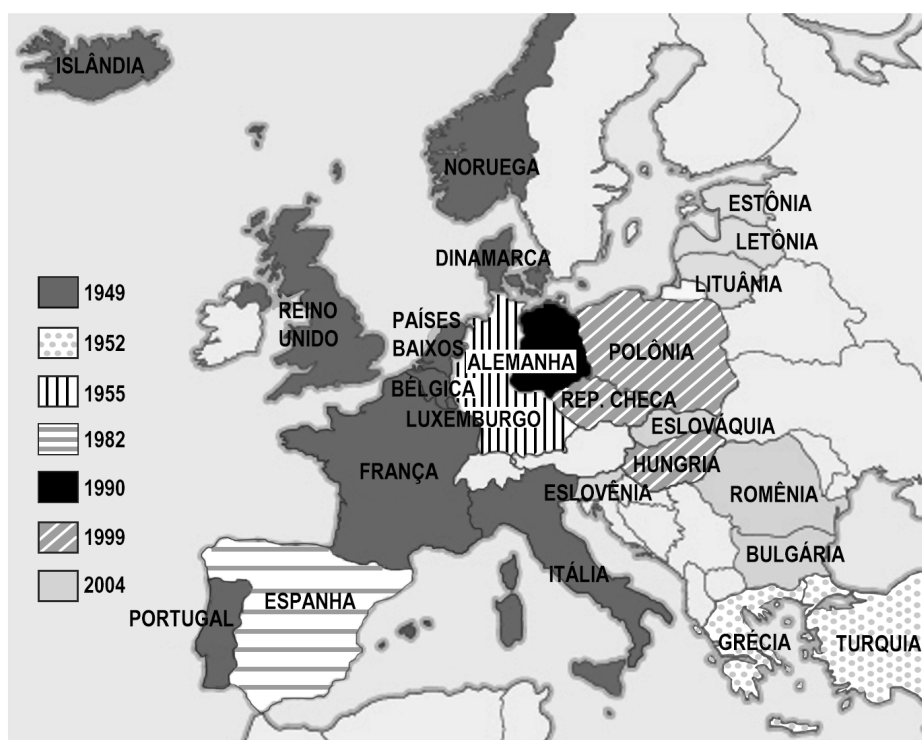 ISLÂNDIA
NORUEGA
ESTÔNIA
LETÔNIA
LITUÂNIA
DINAMARCA
REINO
UNIDO
PAÍSES
BAIXOS
ALEMANHA
POLÔNIA
BÉLGICA
REP. CHECA
LUXEMBURGO
ESLOVÁQUIA
HUNGRIA
FRANÇA
ESLOVÊNIA
ROMÊNIA
BULGÁRIA
ITÁLIA
ESPANHA
PORTUGAL
GRÉCIA
TURQUIA
1949
1952
1955
1982
1990
1999
2004